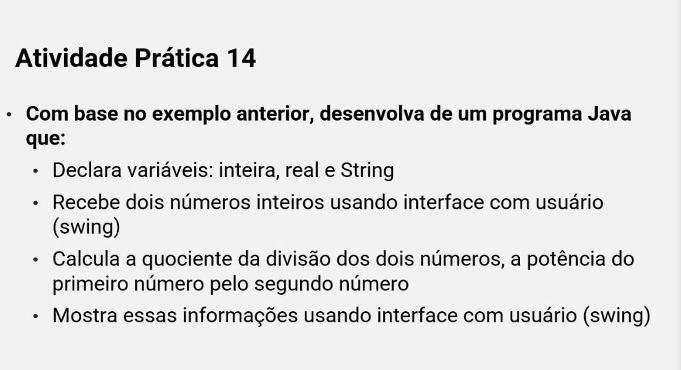 Atividade Prática 14
• Com base no exemplo anterior, desenvolva de um programa Java
que:
• Declara variáveis: inteira, real e String
• Recebe dois números inteiros usando interface com usuário
(swing)
• Calcula a quociente da divisão dos dois números, a potência do
primeiro número pelo segundo número
• Mostra essas informações usando interface com usuário (swing)